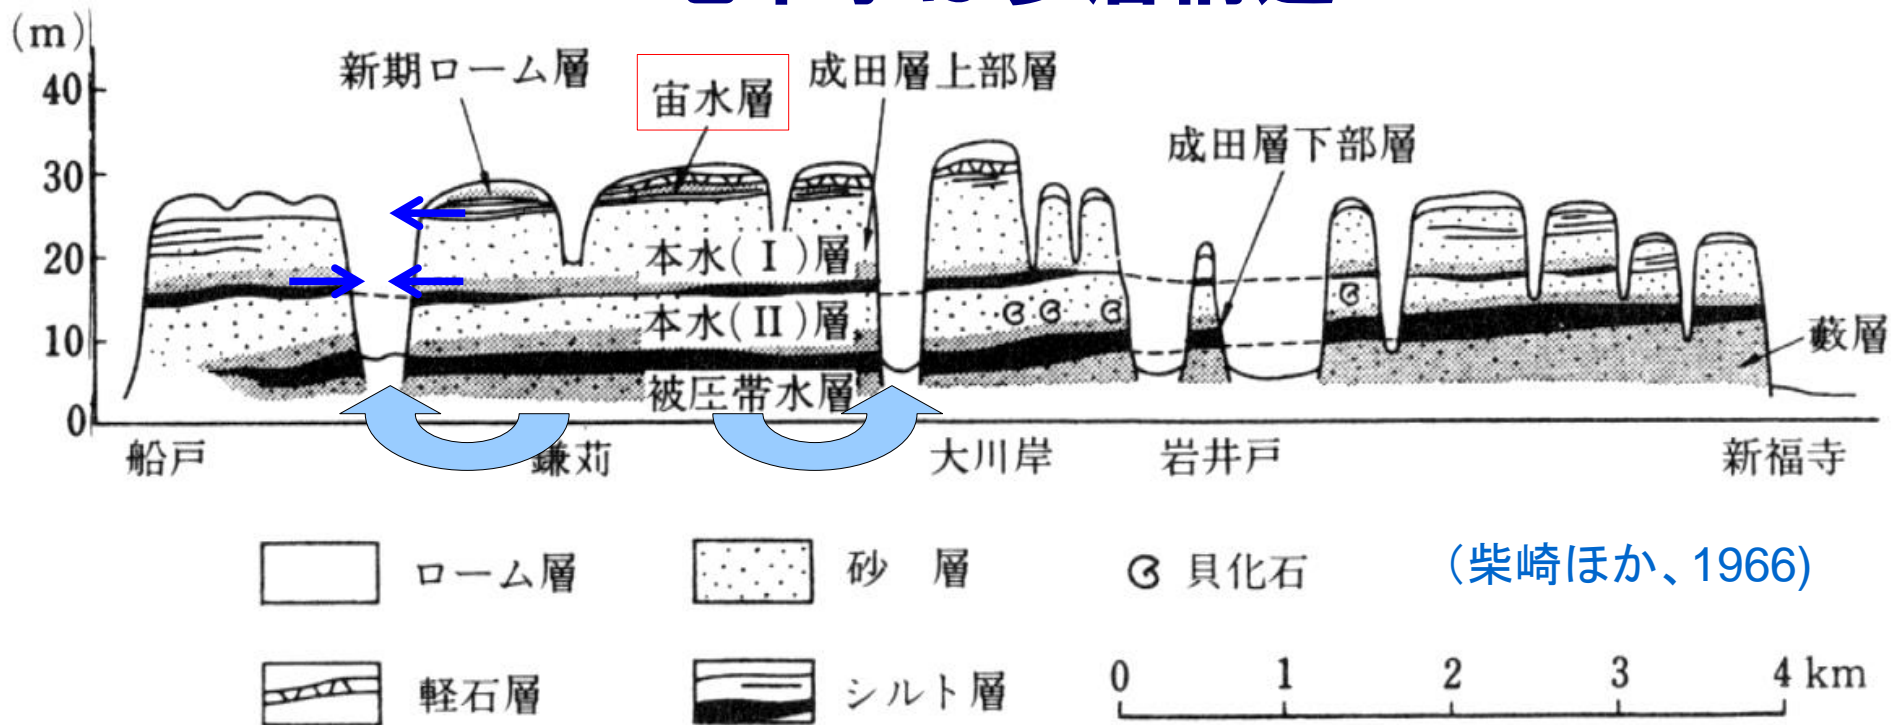 (m)
新期ローム層
宙水層
成田層上部層
成田層下部層
40
30
20
10
0
本水(Ⅰ)層
本水(Ⅱ)層
被圧帯水層
藪層
船戸
鎌苅
大川岸
岩井戸
新福寺
ローム層
砂 層
貝化石
(柴崎ほか、1966)
軽石層
シルト層
0 1 2 3 4 km